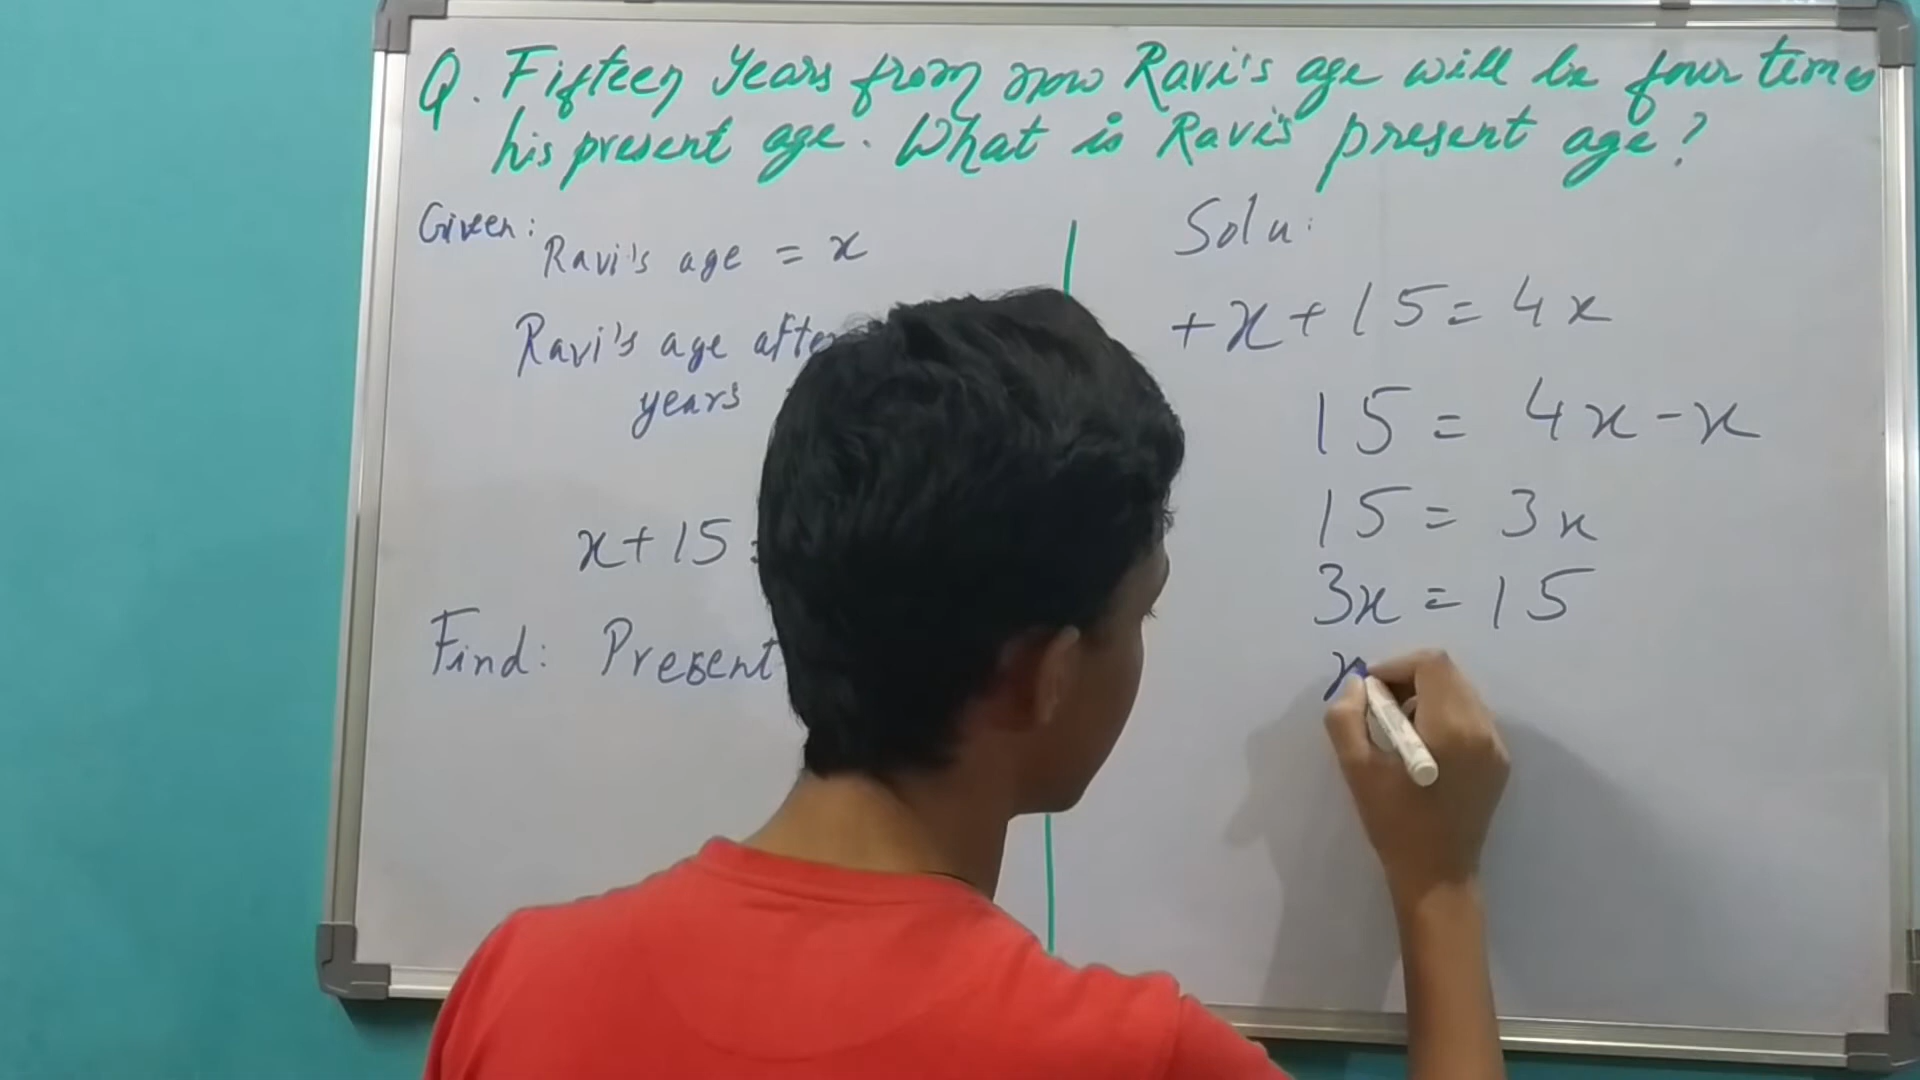 Q. Fifteen Years from now Ravi's age will be four times
his present age. What is Ravi's present age?
Given:
Ravi's age = x
Ravi's age after
years
x+15 =
Find: Present
Solu:
+x+15=4x
15 = 4x-x
15 = 3x
3x = 15
x